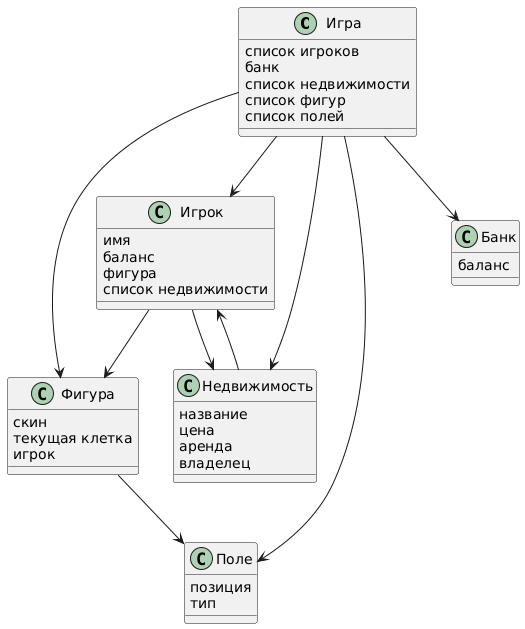 C Игра
список игроков
банк
список недвижимости
список фигур
список полей
C Игрок
имя
баланс
фигура
список недвижимости
C Банк
баланс
C Фигура
скин
текущая клетка
игрок
C Недвижимость
название
цена
аренда
владелец
C Поле
позиция
тип